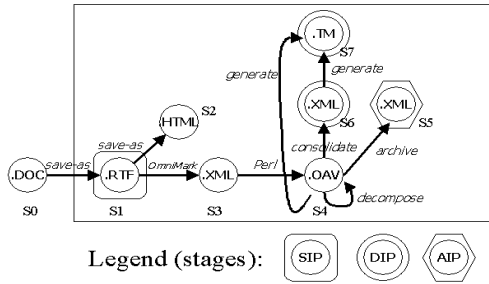 .TM
S7
generate
generate
S2
.HTML
.XML
S6
.XML
S5
save-as
consolidate
archive
save-as
OmniMark
Perl
.DOC
.RTF
.XML
.OAV
decompose
S0
S1
S3
S4
Legend (stages):
SIP
DIP
AIP